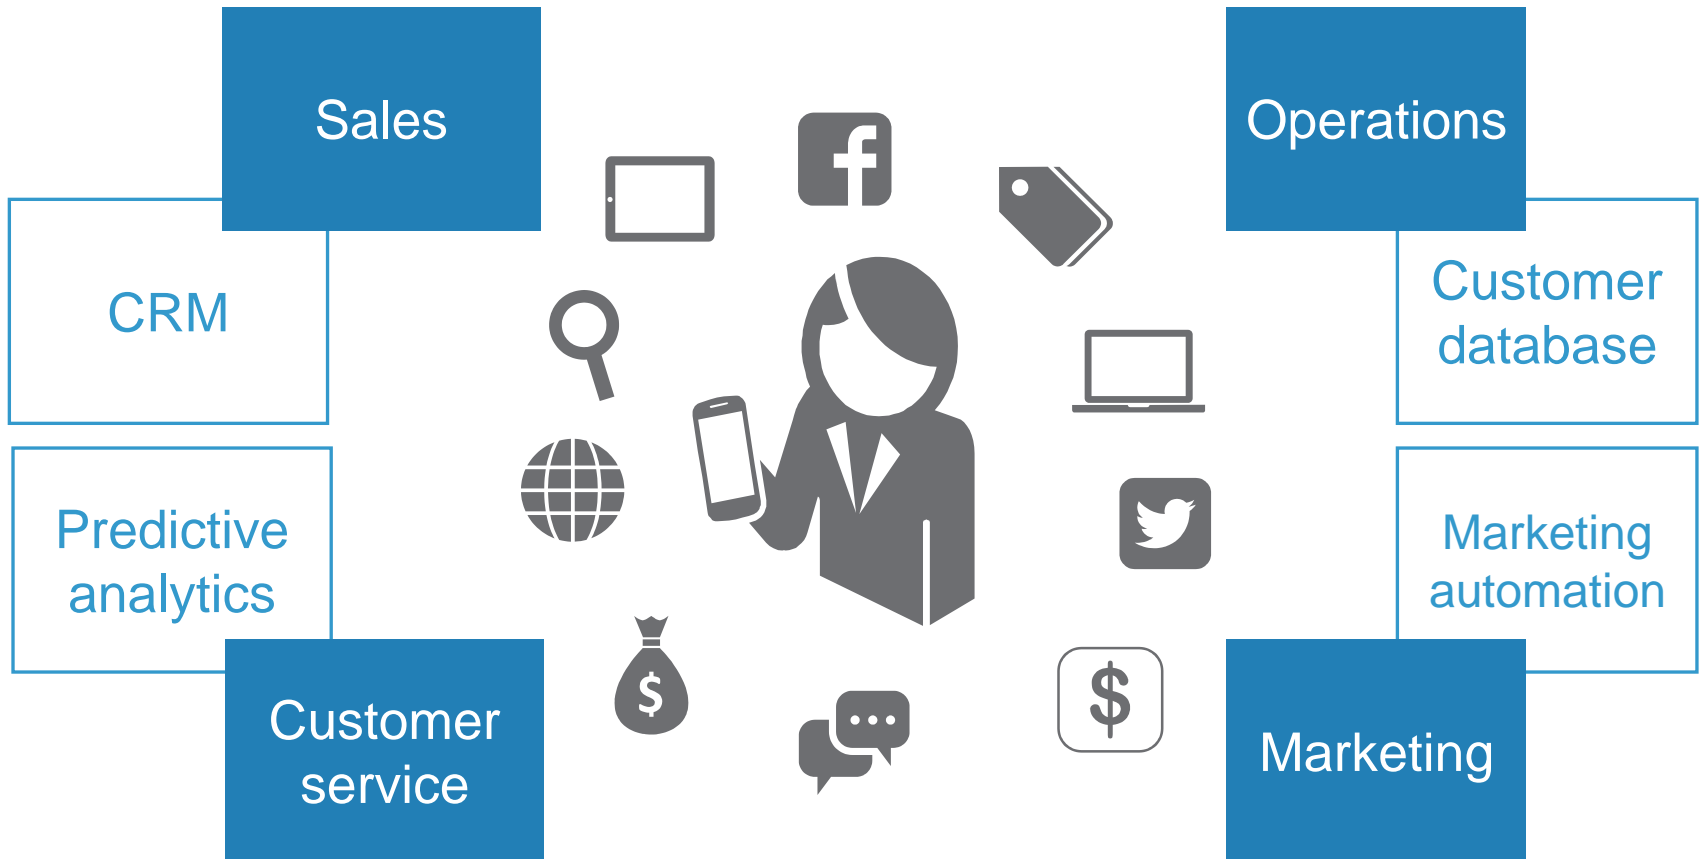 Sales
Operations
CRM
Customer
database
Predictive
analytics
Marketing
automation
$
$
Customer
service
Marketing